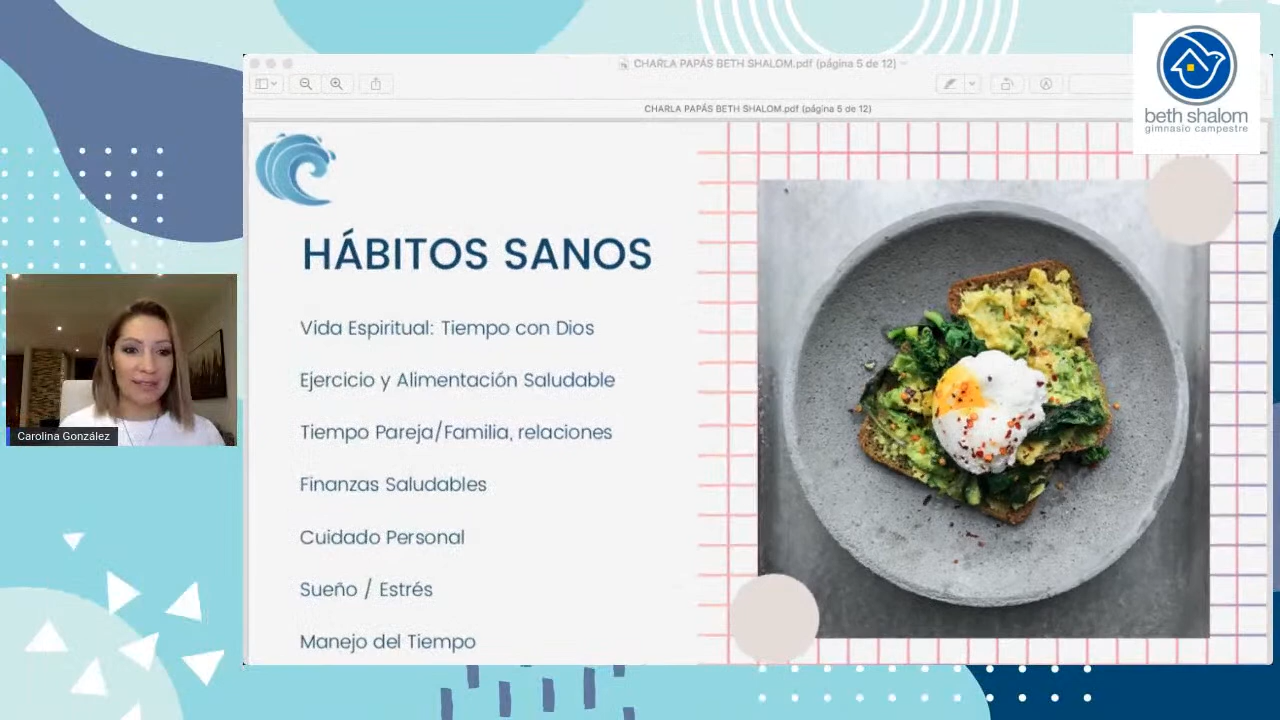 CHARLA PAPÁS BETH SHALOM.pdf (página 5 de 12)
CHARLA PAPÁS BETH SHALOM.pdf (página 5 de 12)
beth shalom
gimnasio campestre
HÁBITOS SANOS
Vida Espiritual: Tiempo con Dios
Ejercicio y Alimentación Saludable
Tiempo Pareja/Familia, relaciones
Finanzas Saludables
Cuidado Personal
Sueño / Estrés
Manejo del Tiempo
Carolina González